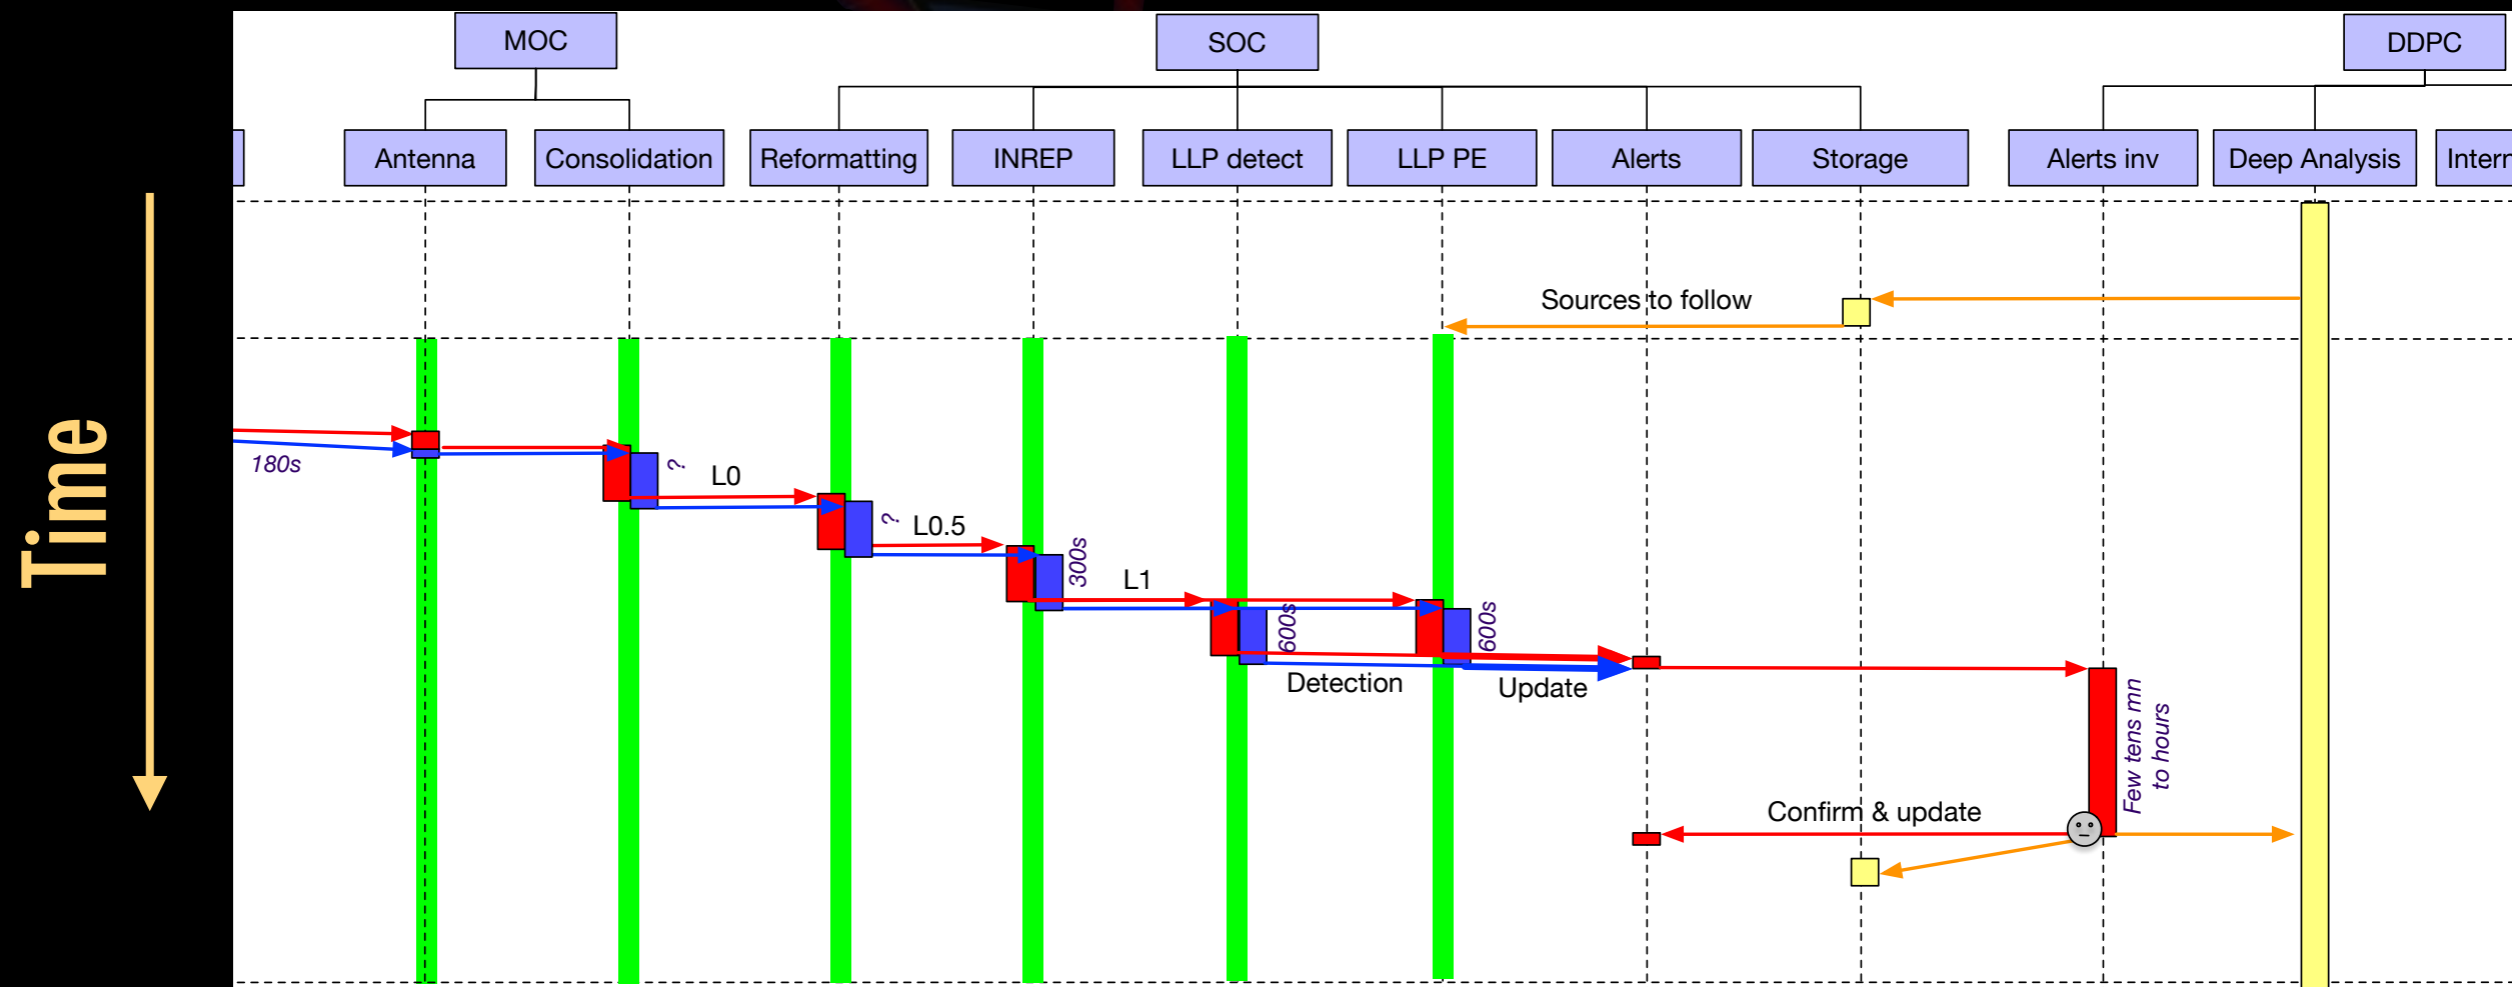 MOC
SOC
DDPC
Antenna
Consolidation
Reformatting
INREP
LLP detect
LLP PE
Alerts
Storage
Alerts inv
Deep Analysis
Intern
Time
Sources to follow
180s
?
L0
?
L0.5
300s
L1
600s
600s
Detection
Update
Few tens mn
to hours
Confirm & update